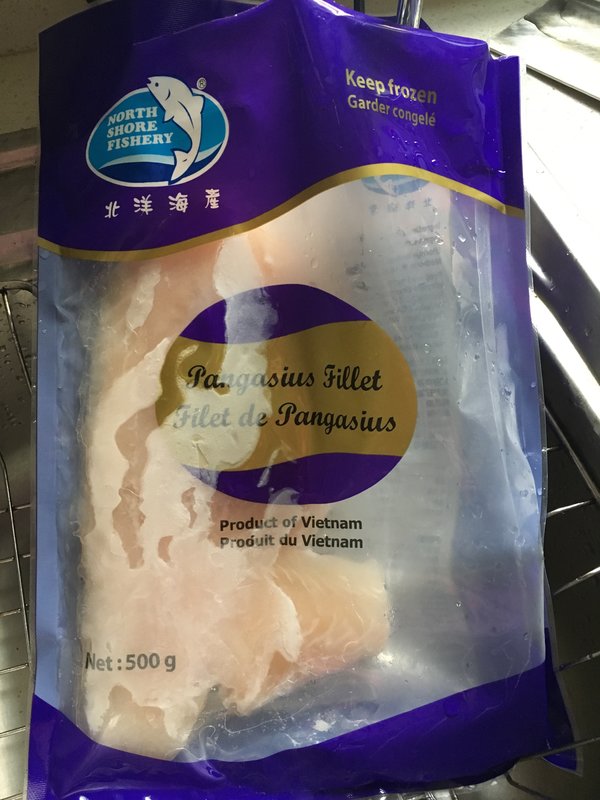 NORTH
SHORE
FISHERY
®
北洋海產
Keep frozen
Garder congelé
Pangasius Fillet
Filet de Pangasius
Product of Vietnam
Produit du Vietnam
Net : 500 g